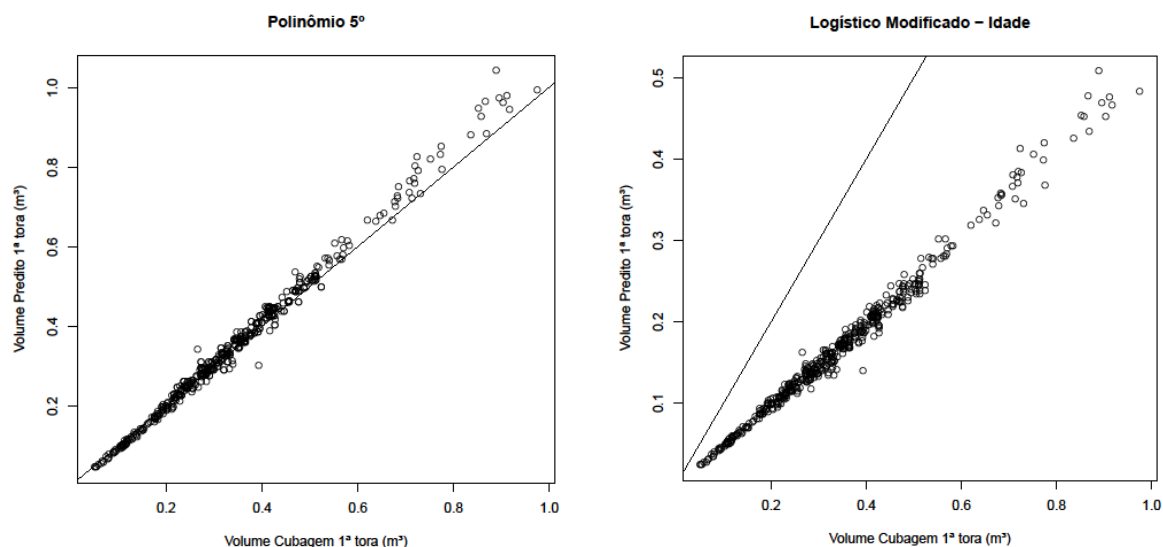 Polinômio 5º
Volume Predito 1ª tora (m³)
1.0
0.8
0.6
0.4
0.2
0.2 0.4 0.6 0.8 1.0
Volume Cubagem 1ª tora (m³)
Logístico Modificado − Idade
Volume Predito 1ª tora (m³)
0.5
0.4
0.3
0.2
0.1
0.2 0.4 0.6 0.8 1.0
Volume Cubagem 1ª tora (m³)